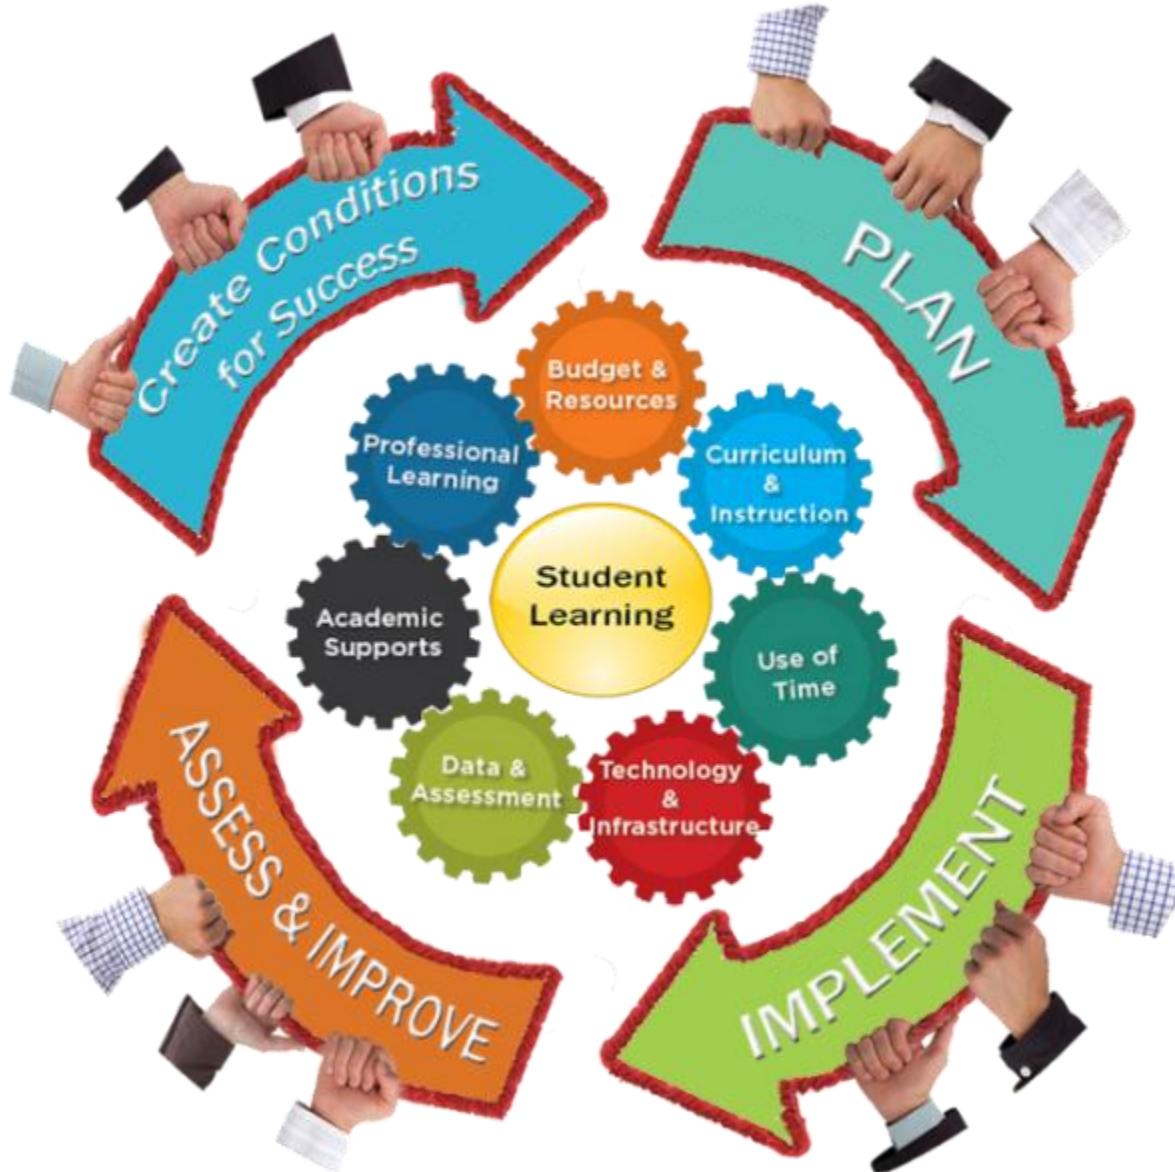 Create Conditions
for Success
PLAN
Budget &
Resources
Professional
Learning
Curriculum
&
Instruction
Student
Learning
Academic
Supports
Use of
Time
Data &
Assessment
Technology
&
Infrastructure
ASSESS & IMPROVE
IMPLEMENT